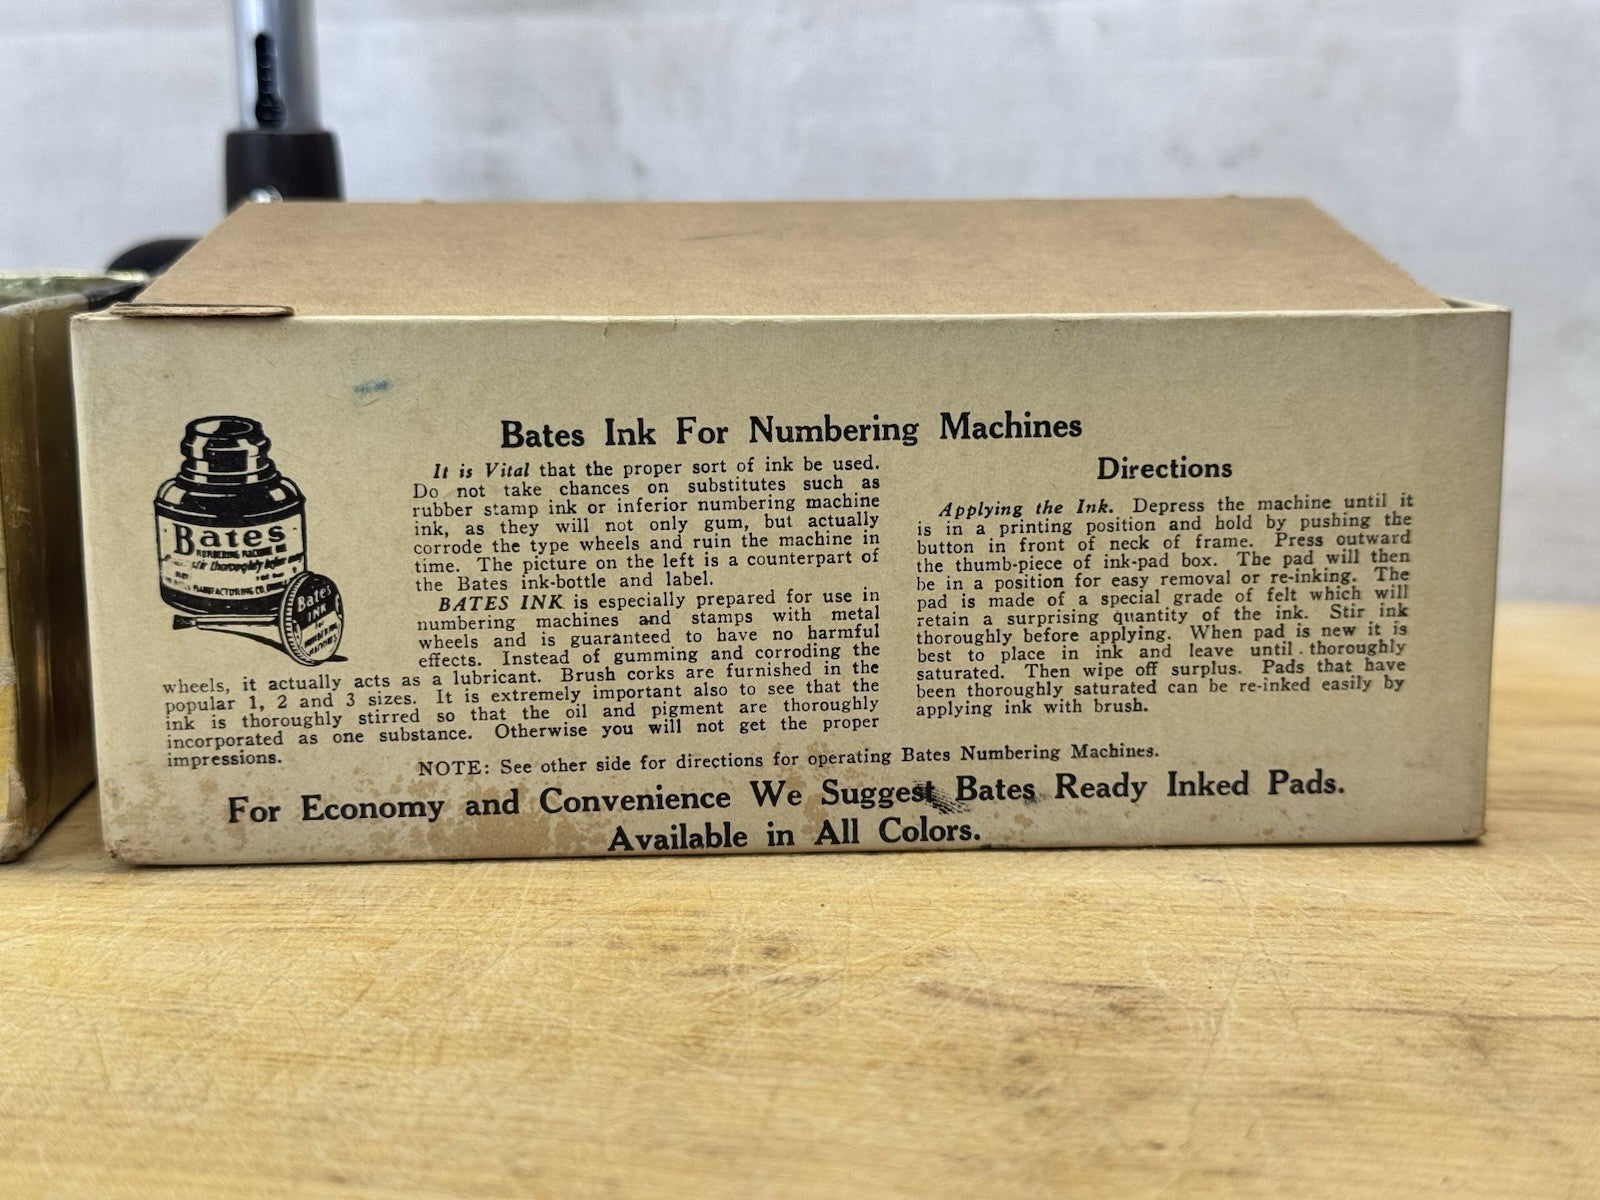 Bates Ink For Numbering Machines
It is Vital that the proper sort of ink be used.
Do not take chances on substitutes such as
rubber stamp ink or inferior numbering machine
ink, as they will not only gum, but actually
corrode the type wheels and ruin the machine in
time. The picture on the left is a counterpart of
the Bates ink-bottle and label.
BATES INK is especially prepared for use in
numbering machines and stamps with metal
wheels and is guaranteed to have no harmful
effects. Instead of gumming and corroding the
wheels, it actually acts as a lubricant. Brush corks are furnished in the
popular 1, 2 and 3 sizes. It is extremely important also to see that the
ink is thoroughly stirred so that the oil and pigment are thoroughly
incorporated as one substance. Otherwise you will not get the proper
impressions.
Bates
NUMBERING MACHINE INK
stir thoroughly before
Bates
INK
Directions
Applying the Ink. Depress the machine until it
is in a printing position and hold by pushing the
button in front of neck of frame. Press outward
the thumb-piece of ink-pad box. The pad will then
be in a position for easy removal or re-inking. The
pad is made of a special grade of felt which will
retain a surprising quantity of the ink. Stir ink
thoroughly before applying. When pad is new it is
best to place in ink and leave until thoroughly
saturated. Then wipe off surplus. Pads that have
been thoroughly saturated can be re-inked easily by
applying ink with brush.
NOTE: See other side for directions for operating Bates Numbering Machines.
For Economy and Convenience We Suggest Bates Ready Inked Pads.
Available in All Colors.